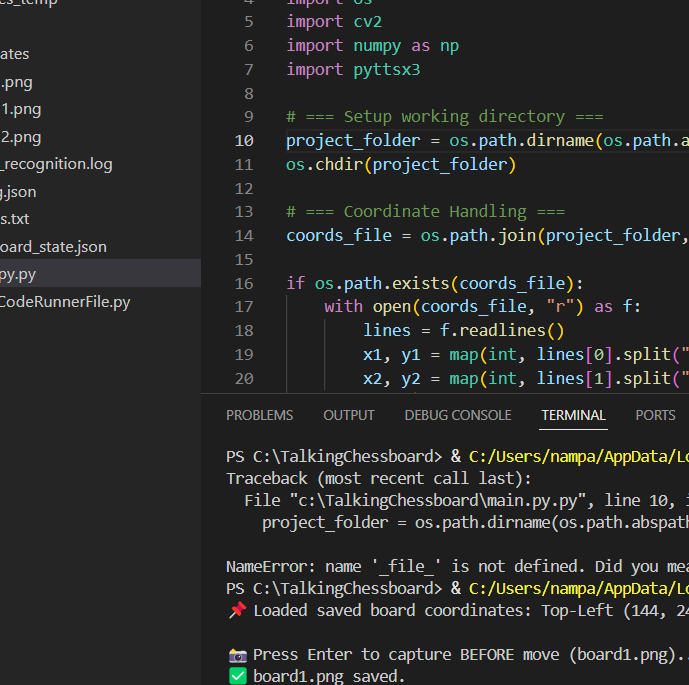 es_temp
ates
.png
1.png
2.png
_recognition.log
g.json
s.txt
oard_state.json
py.py
CodeRunnerFile.py
4 import os
5 import cv2
6 import numpy as np
7 import pyttsx3
8
9 # === Setup working directory ===
10 project_folder = os.path.dirname(os.path.a
11 os.chdir(project_folder)
12
13 # === Coordinate Handling ===
14 coords_file = os.path.join(project_folder,
15
16 if os.path.exists(coords_file):
17 with open(coords_file, "r") as f:
18 lines = f.readlines()
19 x1, y1 = map(int, lines[0].split("
20 x2, y2 = map(int, lines[1].split("
PROBLEMS OUTPUT DEBUG CONSOLE TERMINAL PORTS
PS C:\TalkingChessboard> & C:/Users/nampa/AppData/Lo
Traceback (most recent call last):
File "c:\TalkingChessboard\main.py.py", line 10, i
project_folder = os.path.dirname(os.path.abspath
NameError: name '_file_' is not defined. Did you mea
PS C:\TalkingChessboard> & C:/Users/nampa/AppData/Lo
📌 Loaded saved board coordinates: Top-Left (144, 24
📸 Press Enter to capture BEFORE move (board1.png)..
✅ board1.png saved.